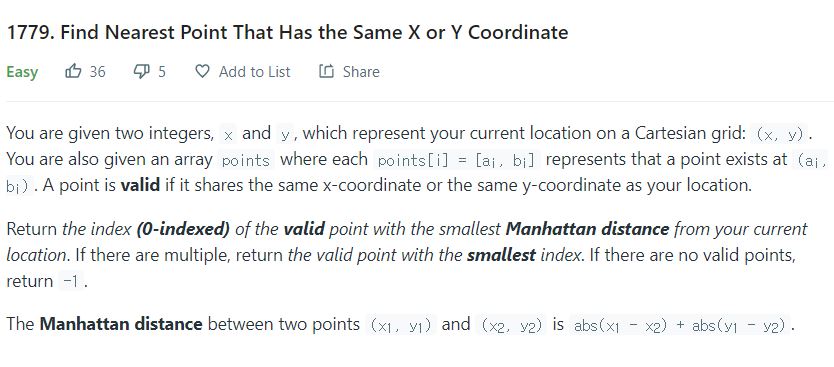 1779. Find Nearest Point That Has the Same X or Y Coordinate
Easy 36 5 Add to List Share
You are given two integers, x and y, which represent your current location on a Cartesian grid: (x, y).
You are also given an array points where each points[i] = [ai, bi] represents that a point exists at (ai,
bi). A point is valid if it shares the same x-coordinate or the same y-coordinate as your location.
Return the index (0-indexed) of the valid point with the smallest Manhattan distance from your current
location. If there are multiple, return the valid point with the smallest index. If there are no valid points,
return -1.
The Manhattan distance between two points (x1, y1) and (x2, y2) is abs(x1 - x2) + abs(y1 - y2).